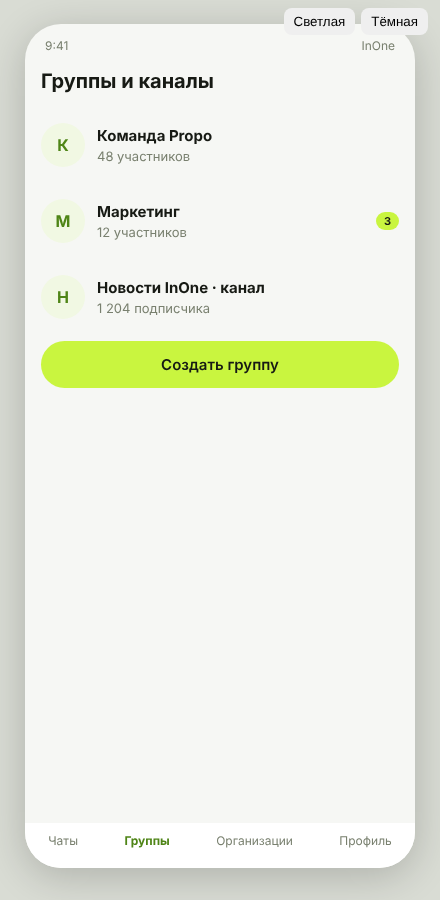 Светлая Тёмная
9:41 InOne
Группы и каналы
К Команда Propo
48 участников
М Маркетинг
12 участников
3
Н Новости InOne · канал
1 204 подписчика
Создать группу
Чаты Группы Организации Профиль